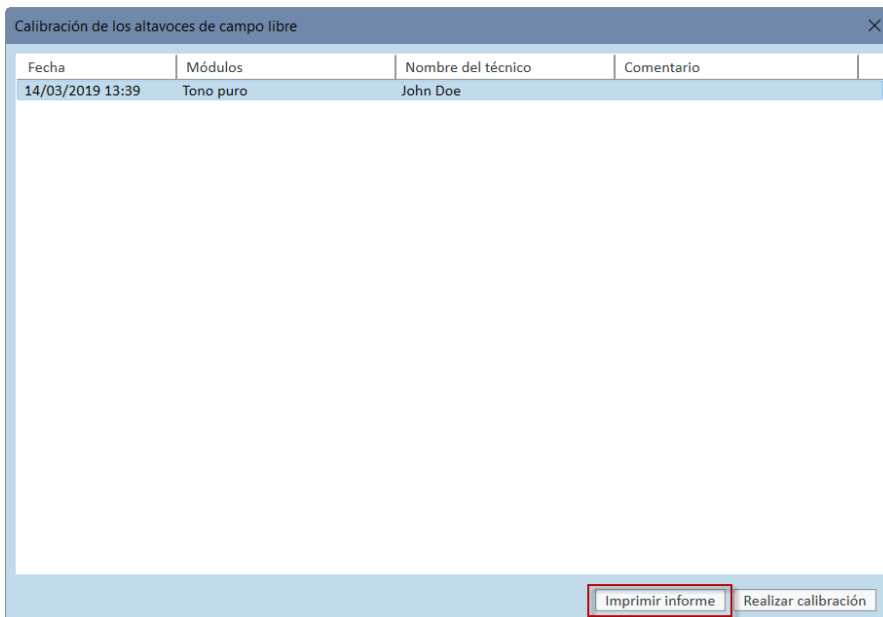 Calibración de los altavoces de campo libre
Fecha Módulos Nombre del técnico Comentario
14/03/2019 13:39 Tono puro John Doe
Imprimir informe Realizar calibración